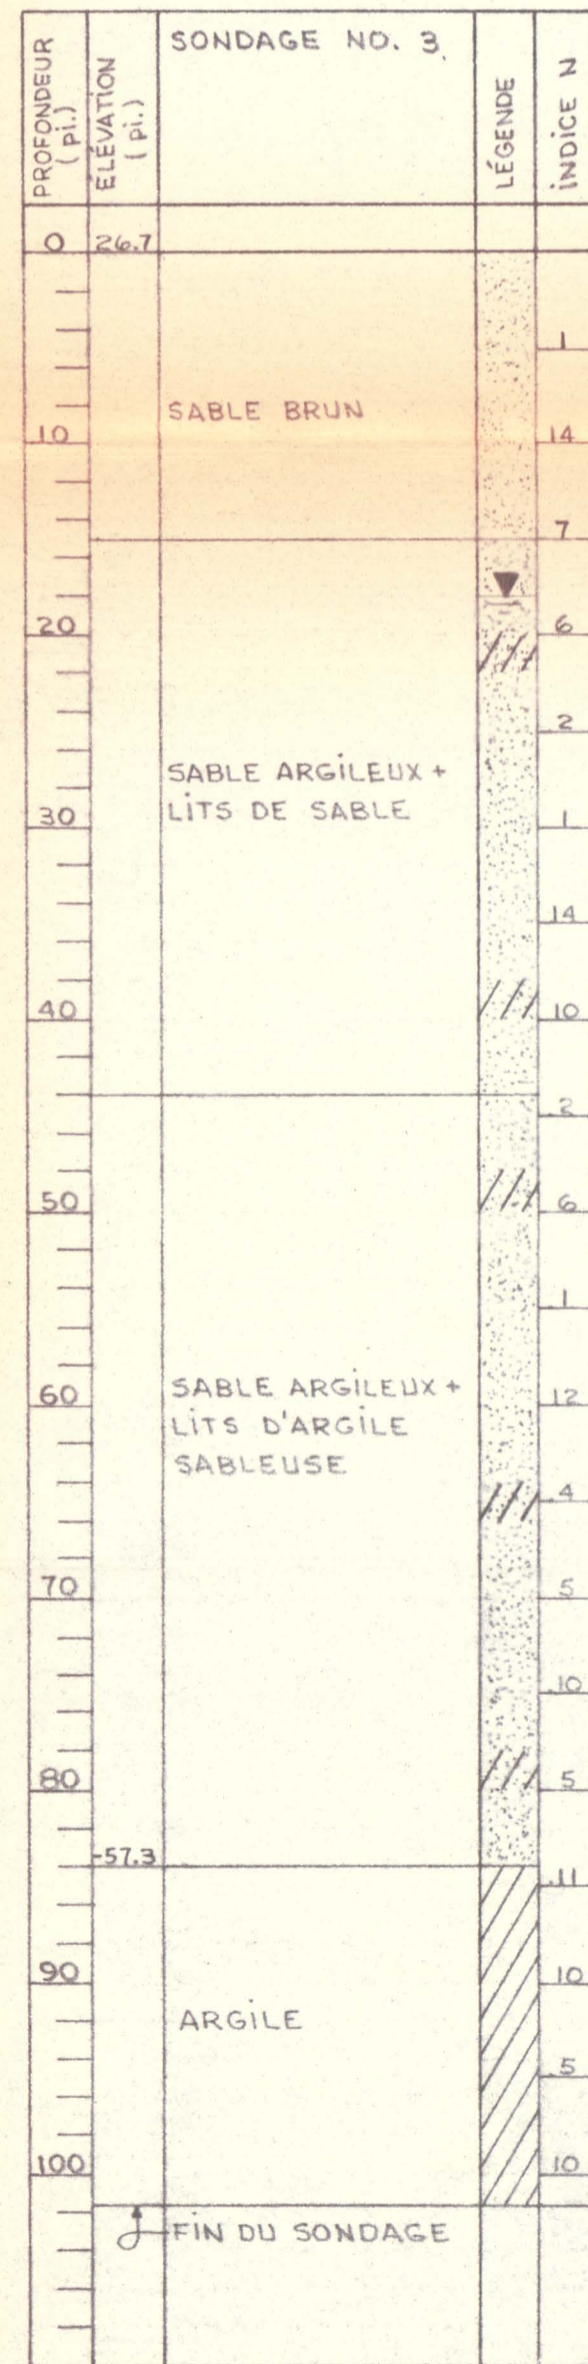 PROFONDEUR
(pi.)
ÉLÉVATION
(pi.)
SONDAGE NO. 3.
LÉGENDE
INDICE N
0 26.7
1
SABLE BRUN
10 14
7
20 6
2
SABLE ARGILEUX +
LITS DE SABLE
30 1
14
40 10
2
50 6
1
SABLE ARGILEUX +
60 12
LITS D'ARGILE
SABLEUSE
4
70 5
10
80 5
-57.3
11
90 10
ARGILE
5
100 10
FIN DU SONDAGE